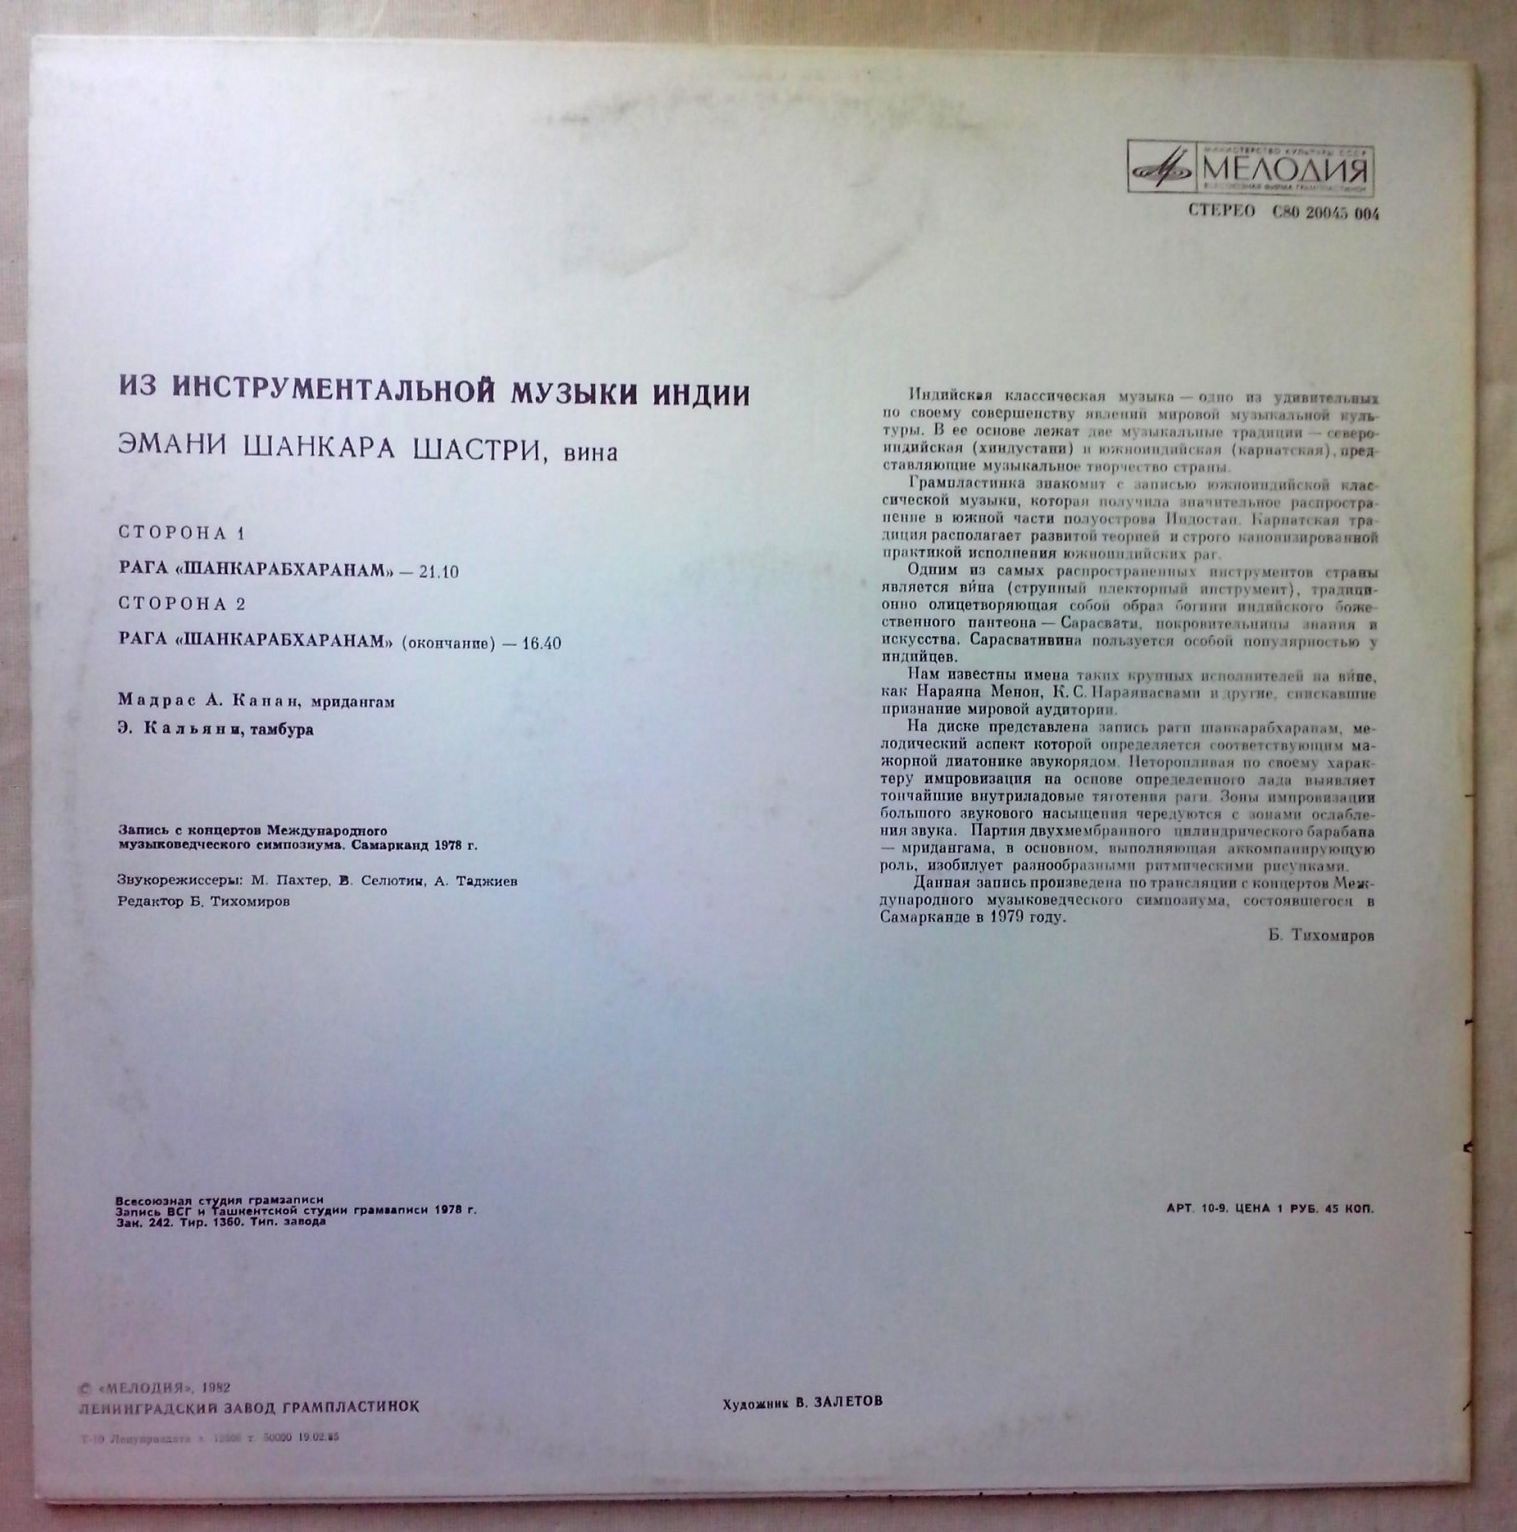 МИНИСТЕРСТВО КУЛЬТУРЫ СССР
МЕЛОДИЯ
ВСЕСОЮЗНАЯ ФИРМА ГРАМПЛАСТИНОК
СТЕРЕО С80 20045 004
ИЗ ИНСТРУМЕНТАЛЬНОЙ МУЗЫКИ ИНДИИ
ЭМАНИ ШАНКАРА ШАСТРИ, вина
СТОРОНА 1
РАГА «ШАНКАРАБХАРАНАМ» — 21.10
СТОРОНА 2
РАГА «ШАНКАРАБХАРАНАМ» (окончание) — 16.40
Мадрас А. Канан, мридангам
Э. Кальяни, тамбура
Запись с концертов Международного
музыковедческого симпозиума. Самарканд 1978 г.
Звукорежиссеры: М. Пахтер, В. Селютин, А. Таджиев
Редактор Б. Тихомиров
Индийская классическая музыка — одно из удивительных
по своему совершенству явлений мировой музыкальной куль-
туры. В ее основе лежат две музыкальные традиции — северо-
индийская (хиндустани) и южноиндийская (карнатская), пред-
ставляющие музыкальное творчество страны.
Грампластинка знакомит с записью южноиндийской клас-
сической музыки, которая получила значительное распростра-
нение в южной части полуострова Индостан. Карнатская тра-
диция располагает развитой теорией и строго канонизированной
практикой исполнения южноиндийских раг.
Одним из самых распространенных инструментов страны
является вина (струнный плекторный инструмент), традици-
онно олицетворяющая собой образ богини индийского боже-
ственного пантеона — Сарасвати, покровительницы знания и
искусства. Сарасвативина пользуется особой популярностью у
индийцев.
Нам известны имена таких крупных исполнителей на вине,
как Нараяна Менон, К. С. Нараянасвами и другие, снискавшие
признание мировой аудитории.
На диске представлена запись раги шанкарабхаранам, ме-
лодический аспект которой определяется соответствующим ма-
жорной диатонике звукорядом. Неторопливая по своему харак-
теру импровизация на основе определенного лада выявляет
тончайшие внутриладовые тяготения раги. Зоны импровизации
большого звукового насыщения чередуются с зонами ослабле-
ния звука. Партия двухмембранного цилиндрического барабана
— мридангама, в основном, выполняющая аккомпанирующую
роль, изобилует разнообразными ритмическими рисунками.
Данная запись произведена по трансляции с концертов Меж-
дународного музыковедческого симпозиума, состоявшегося в
Самарканде в 1979 году.
Б. Тихомиров
Всесоюзная студия грамзаписи
Запись ВСГ и Ташкентской студии грамзаписи 1978 г.
Зак. 242. Тир. 1360. Тип. завода
АРТ. 10-9. ЦЕНА 1 РУБ. 45 КОП.
© «МЕЛОДИЯ», 1982
ЛЕНИНГРАДСКИЙ ЗАВОД ГРАМПЛАСТИНОК
Художник В. ЗАЛЕТОВ
т. 50000 19.02.85